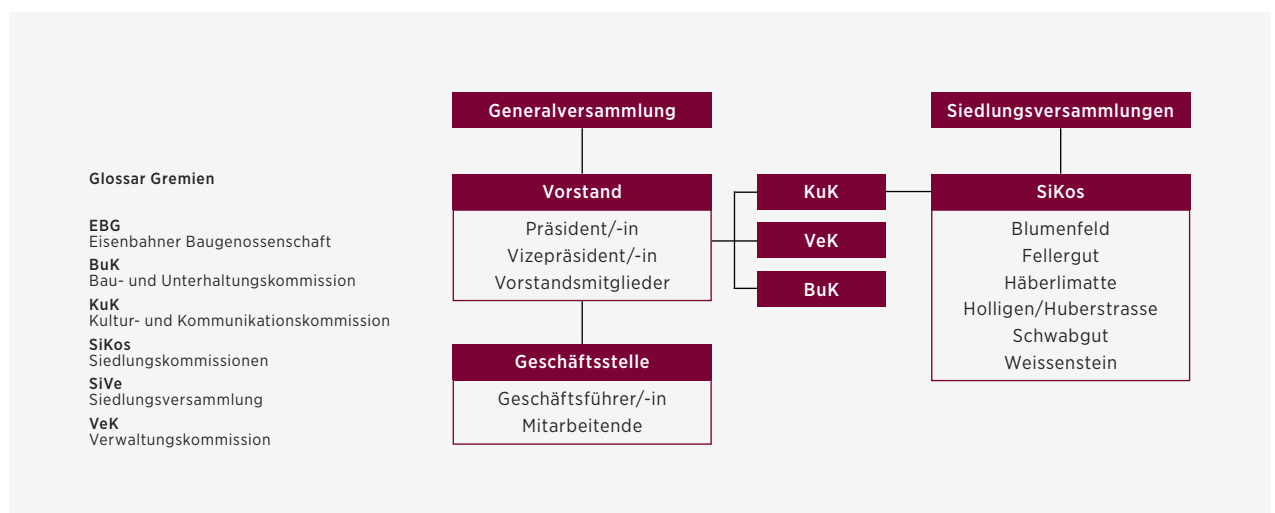 Glossar Gremien
EBG
Eisenbahner Baugenossenschaft
BuK
Bau- und Unterhaltungskommission
KuK
Kultur- und Kommunikationskommission
SiKos
Siedlungskommissionen
SiVe
Siedlungsversammlung
VeK
Verwaltungskommission
Generalversammlung
Vorstand
Präsident/-in
Vizepräsident/-in
Vorstandsmitglieder
Geschäftsstelle
Geschäftsführer/-in
Mitarbeitende
KuK
VeK
BuK
Siedlungsversammlungen
SiKos
Blumenfeld
Fellergut
Häberlimatte
Holligen/Huberstrasse
Schwabgut
Weissenstein